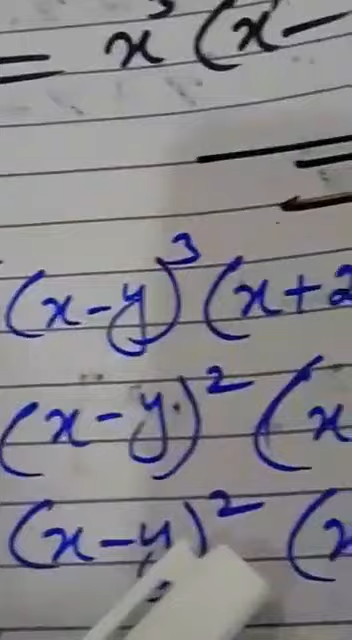 = x³ (x -
(x-y)³ (x+2
(x-y)² (x
(x-y)² (x